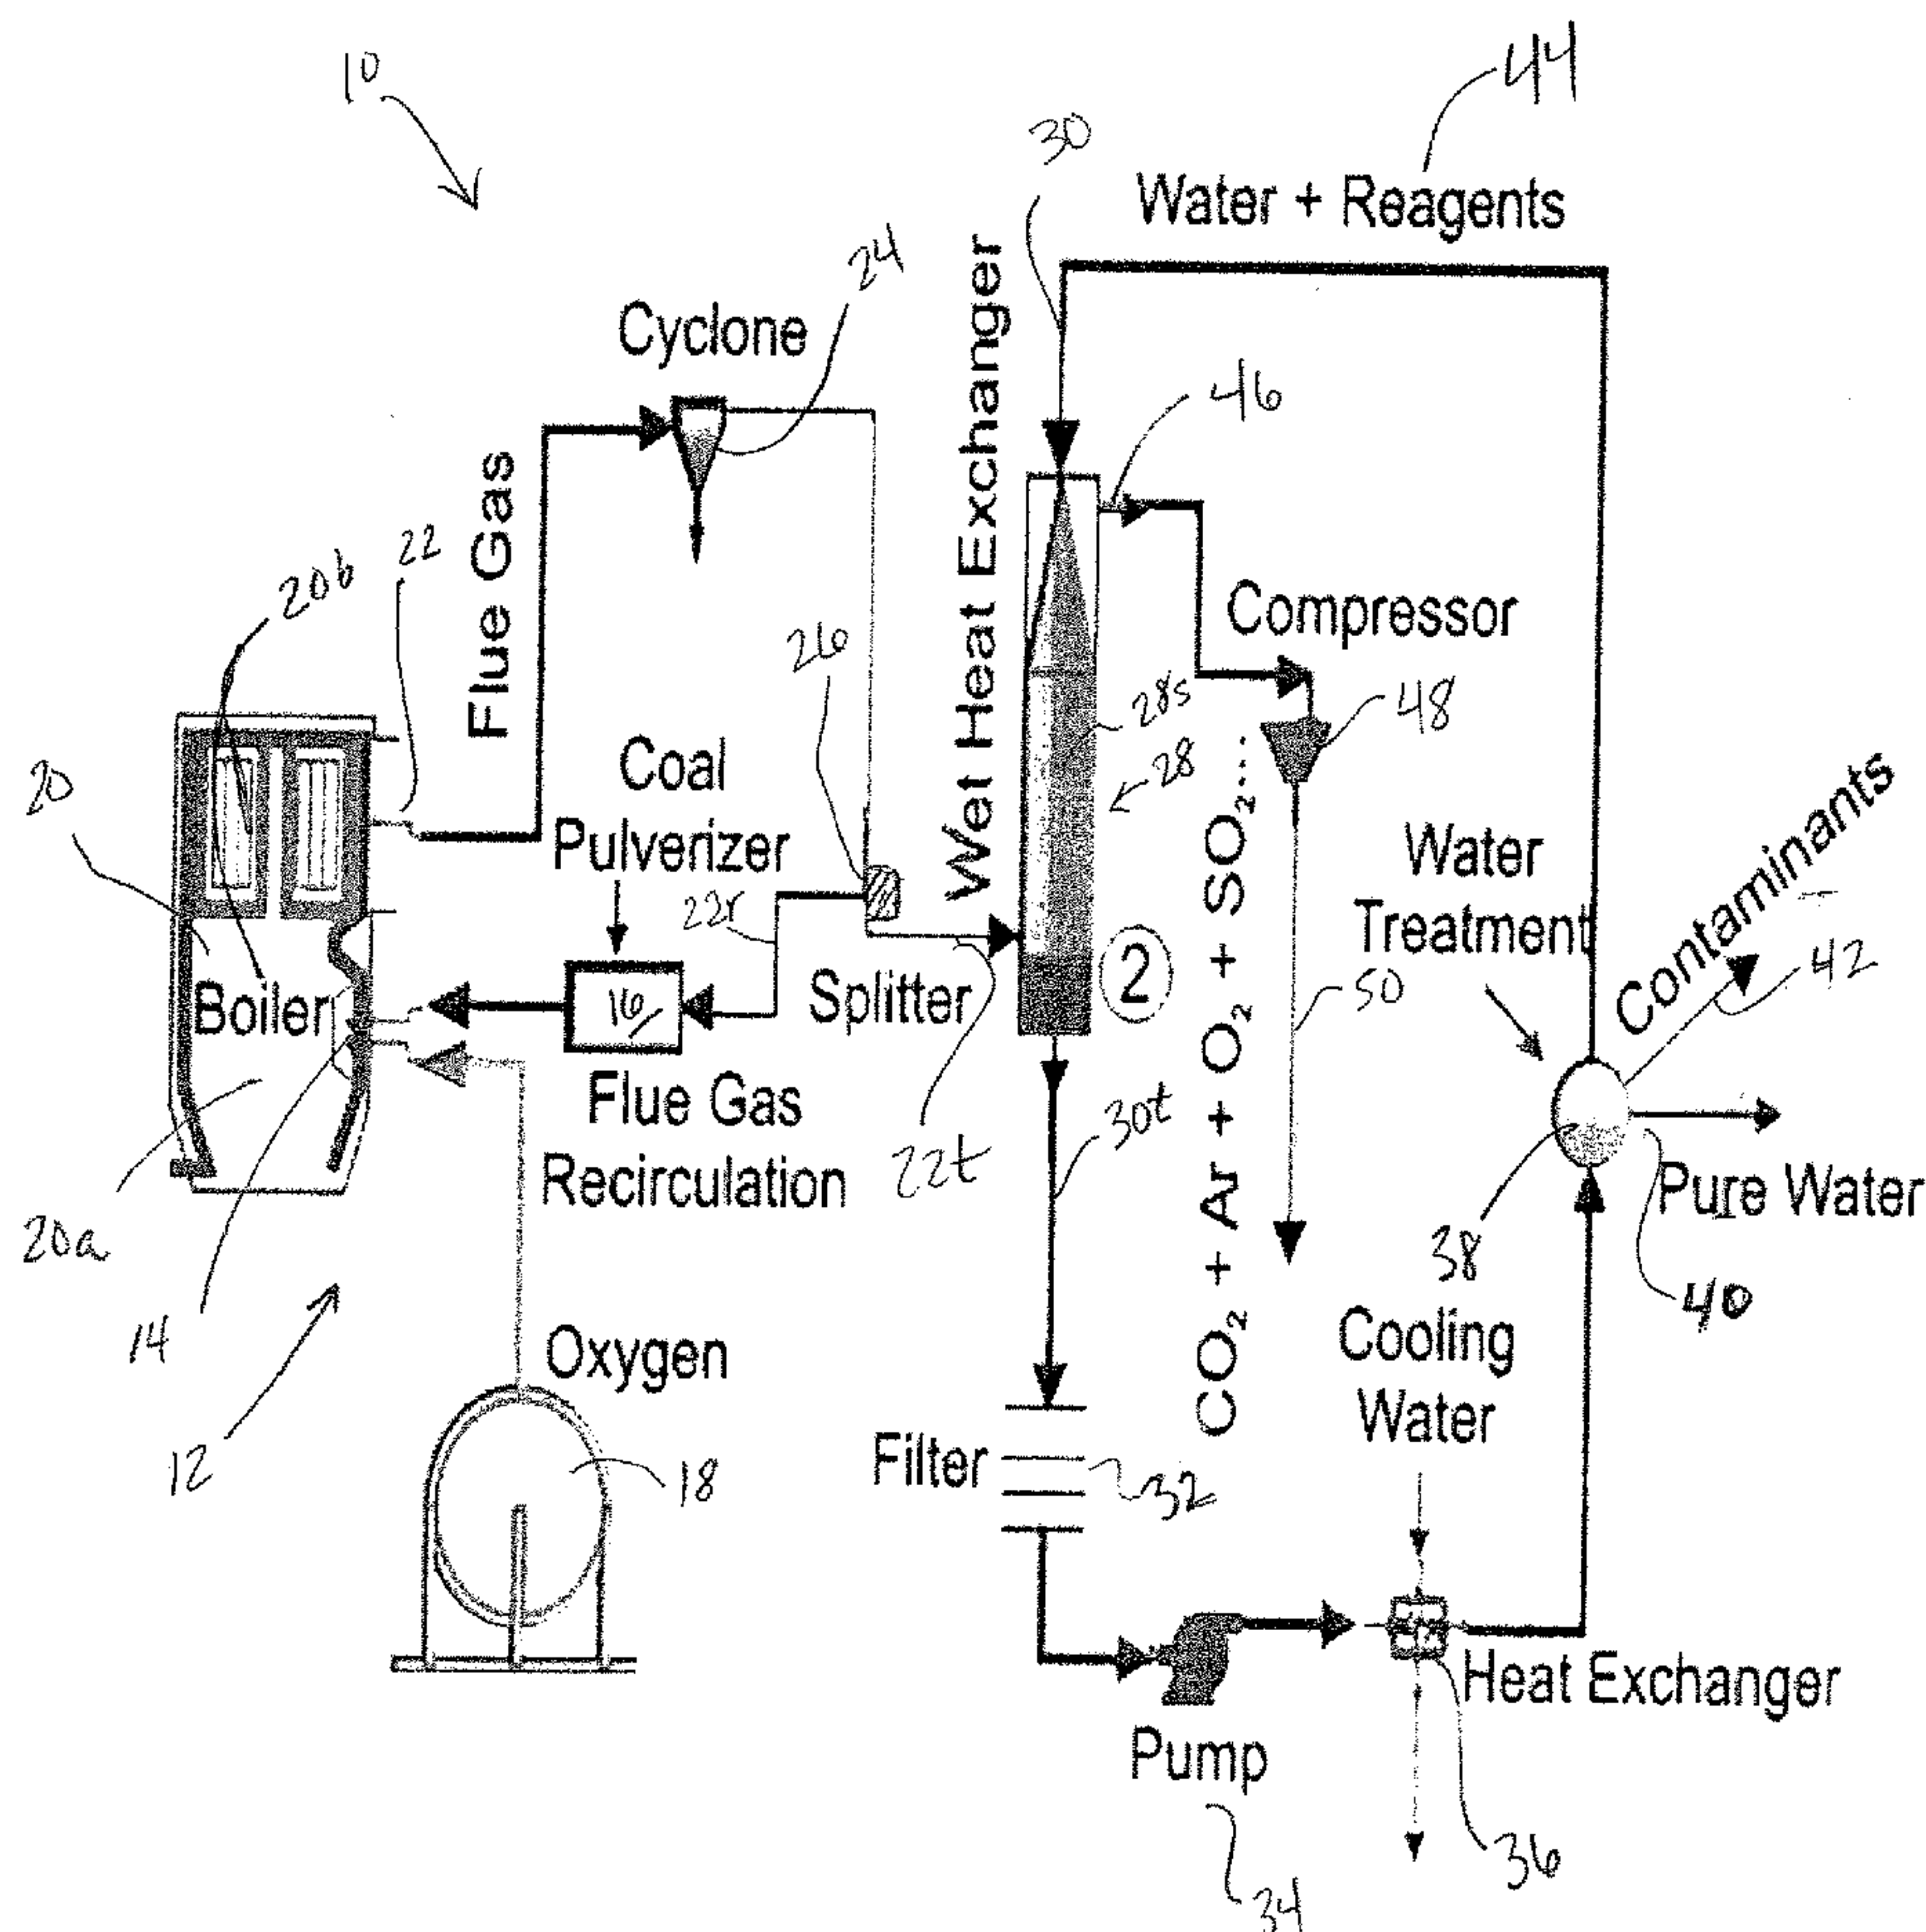 10
44
30
Water + Reagents
24
Cyclone
Wet Heat Exchanger
46
Flue Gas
22
20b
Compressor
26
28s
48
28
20
Coal
Pulverizer
22r
Water
Treatment
Contaminants
42
Boiler
16
Splitter
2
50
CO₂ + Ar + O₂ + SO₂...
Flue Gas
Recirculation
22t
30t
Pure Water
38
40
20a
14
12
Oxygen
18
Cooling
Water
Filter
32
Heat Exchanger
Pump
36
34